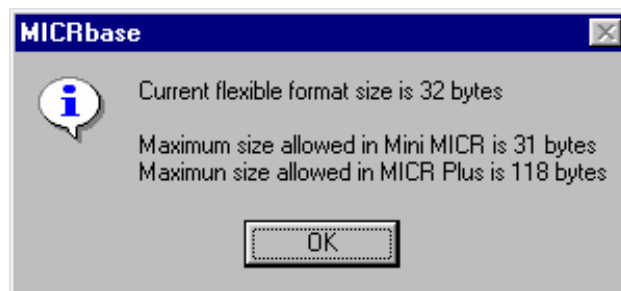 MICRbase
Current flexible format size is 32 bytes
Maximum size allowed in Mini MICR is 31 bytes
Maximun size allowed in MICR Plus is 118 bytes
OK